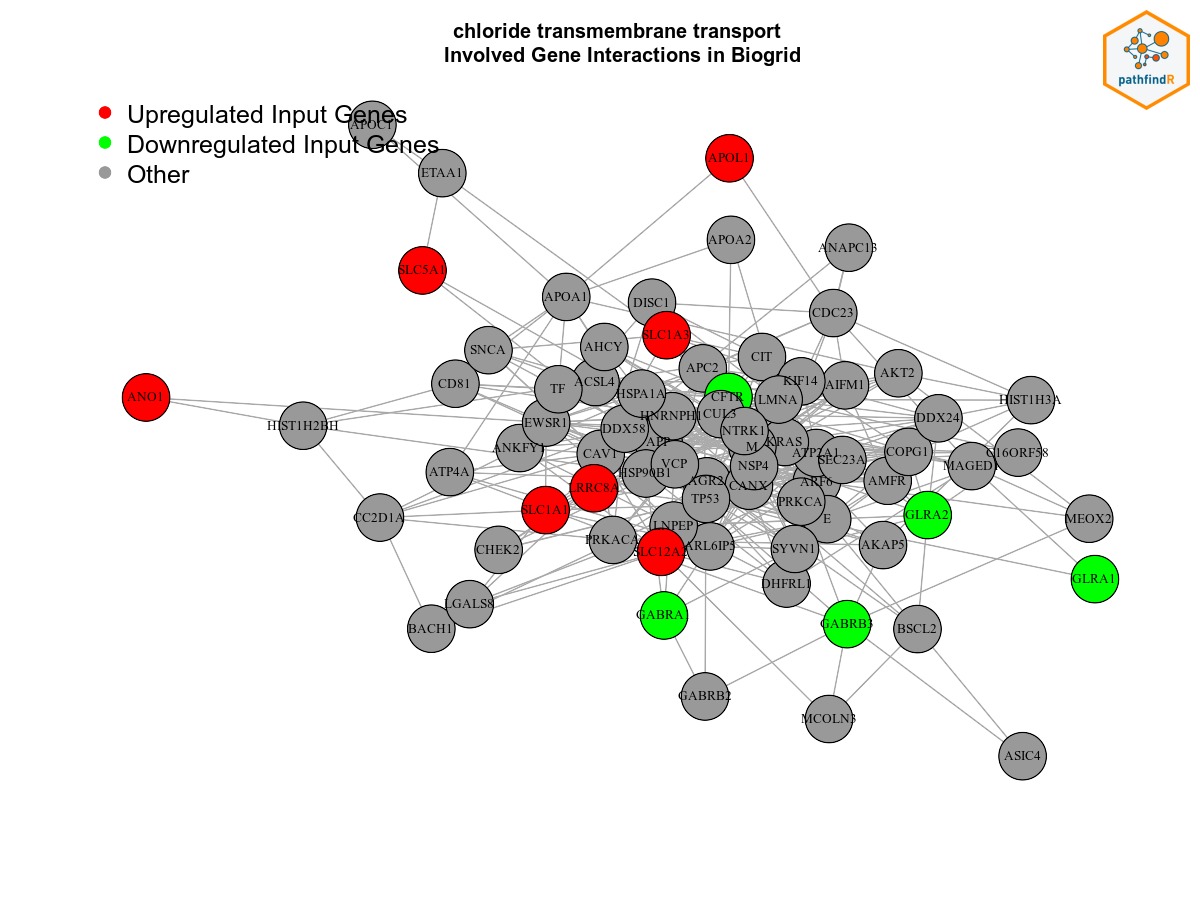 chloride transmembrane transport
Involved Gene Interactions in Biogrid
pathfindR
Upregulated Input Genes
Downregulated Input Genes
Other
APOC1
ETAA1
APOL1
APOA2
ANAPC13
SLC5A1
APOA1
DISC1
CDC23
SLC1A3
SNCA
AHCY
CIT
APC2
AKT2
CD81
TF
ACSL4
HSPA1A
KIF14
AIFM1
ANO1
CFTR
LMNA
HIST1H3A
HIST1H2BH
EWSR1
DDX58
HNRNPH1
CUL3
DDX24
NTRK1
M
KRAS
ANKFY1
CAV1
APP
ATP2A1
SEC23A
COPG1
C16ORF58
ATP4A
HSP90B1
VCP
NSP4
MAGED1
LRRC8A
AGR2
CANX
ARF6
AMFR
TP53
PRKCA
CC2D1A
SLC1A1
E
GLRA2
MEOX2
LNPEP
CHEK2
PRKACA
SLC12A2
ARL6IP5
SYVN1
AKAP5
DHFRL1
GLRA1
LGALS8
BACH1
GABRA1
GABRB3
BSCL2
GABRB2
MCOLN3
ASIC4